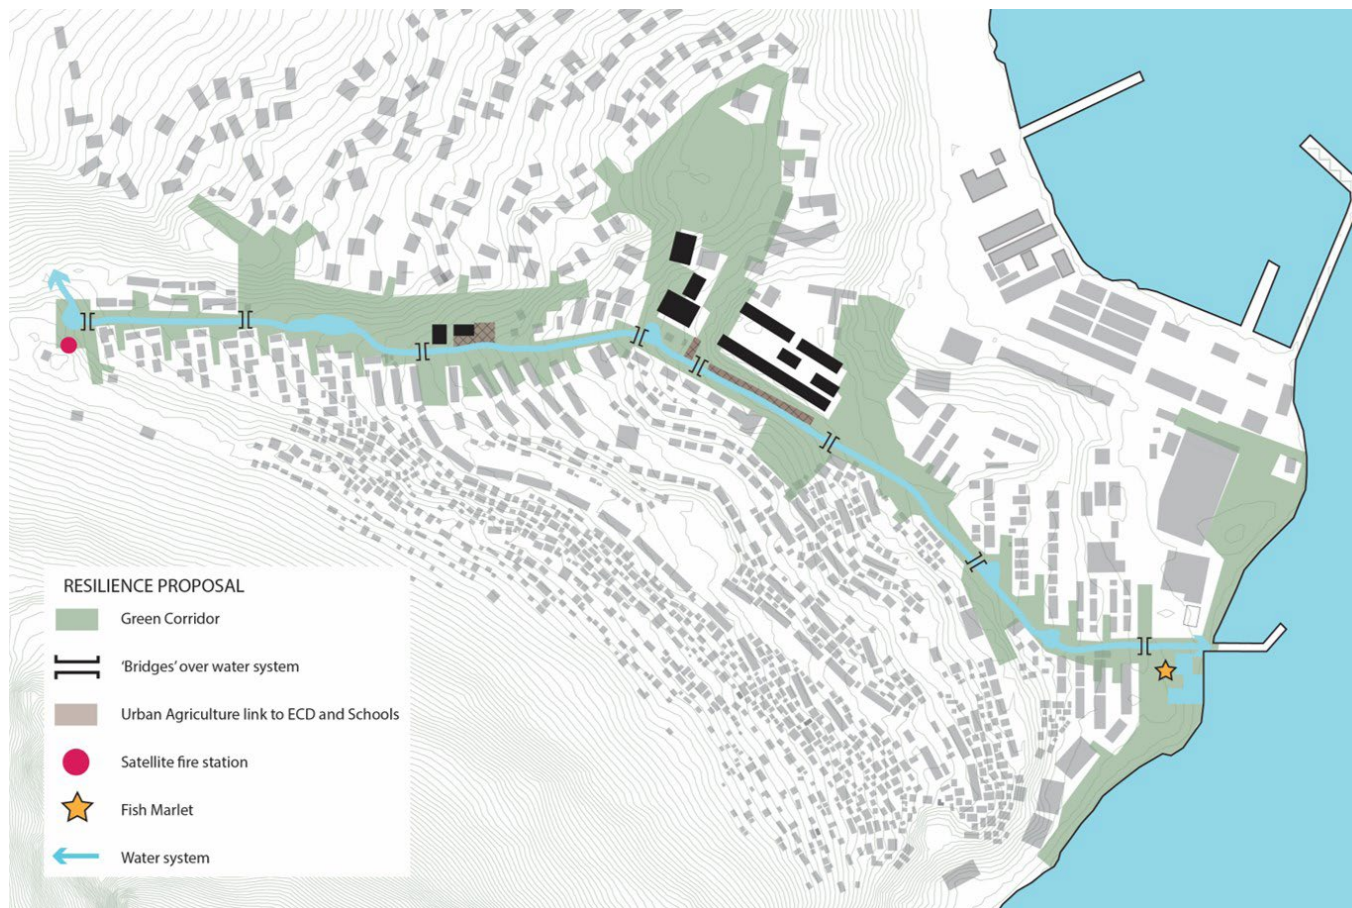 RESILIENCE PROPOSAL
Green Corridor
'Bridges' over water system
Urban Agriculture link to ECD and Schools
Satellite fire station
Fish Marlet
Water system